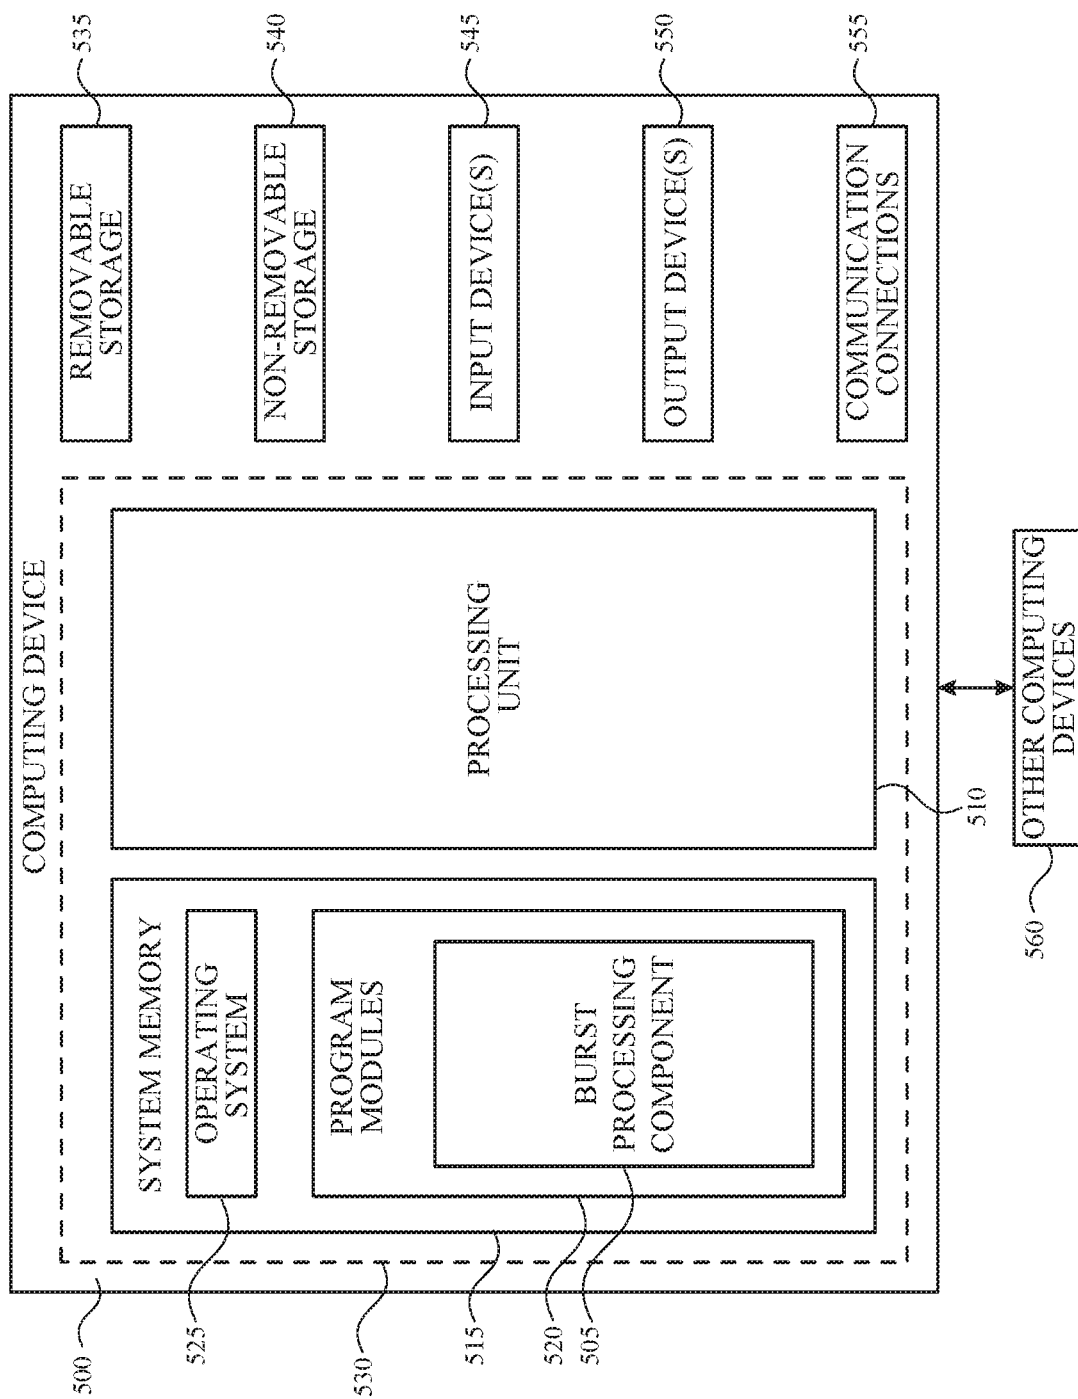 COMPUTING DEVICE
500
SYSTEM MEMORY
OPERATING
SYSTEM
525
PROGRAM
MODULES
BURST
PROCESSING
COMPONENT
530
515
520
505
PROCESSING
UNIT
510
REMOVABLE
STORAGE
535
NON-REMOVABLE
STORAGE
540
INPUT DEVICE(S)
545
OUTPUT DEVICE(S)
550
COMMUNICATION
CONNECTIONS
555
OTHER COMPUTING
DEVICES
560